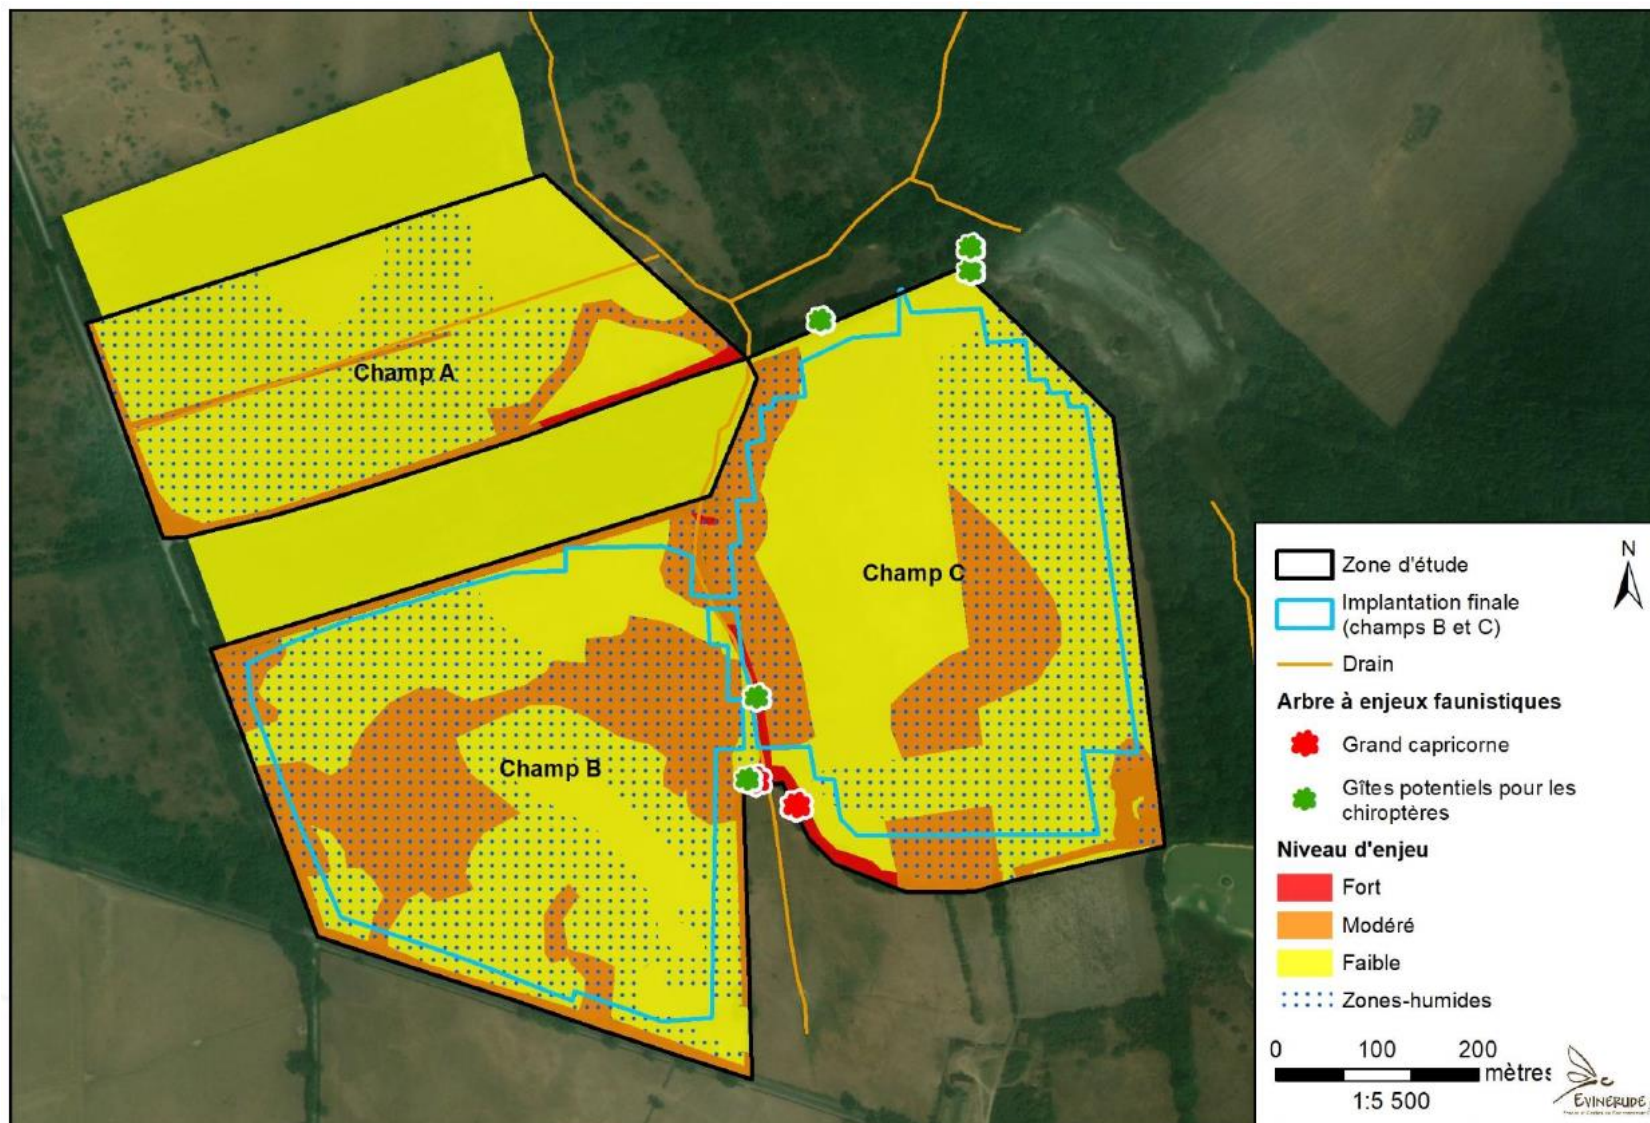 Champ A
Champ C
Champ B
N
Zone d'étude
Implantation finale
(champs B et C)
Drain
Arbre à enjeux faunistiques
Grand capricorne
Gîtes potentiels pour les
chiroptères
Niveau d'enjeu
Fort
Modéré
Faible
Zones-humides
0 100 200
mètres
1:5 500
EVINERUDE